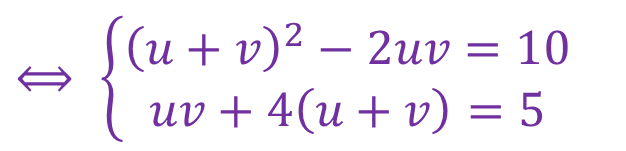 ⟺ { (u + v)² − 2uv = 10
uv + 4(u + v) = 5